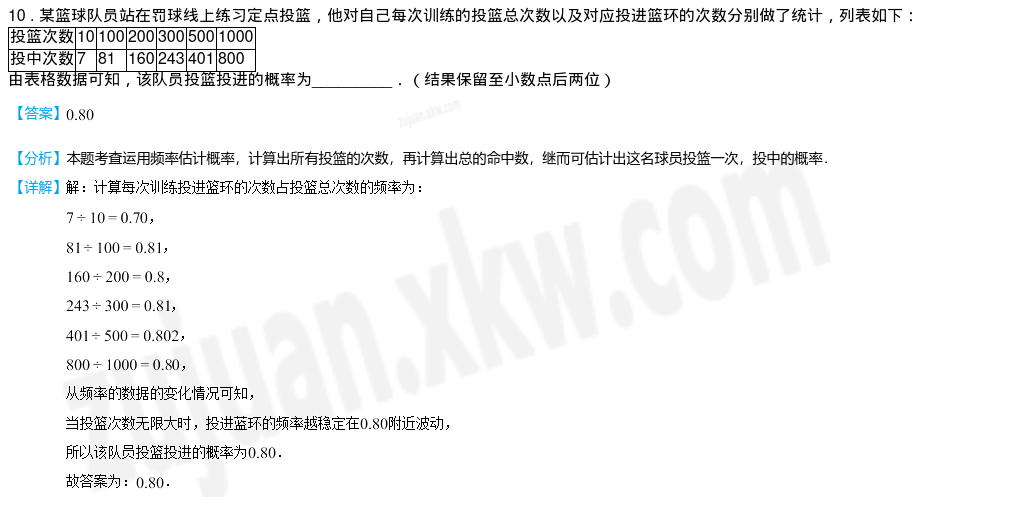 10．某篮球队员站在罚球线上练习定点投篮，他对自己每次训练的投篮总次数以及对应投进篮环的次数分别做了统计，列表如下：
投篮次数 10 100 200 300 500 1000
投中次数 7 81 160 243 401 800
由表格数据可知，该队员投篮投进的概率为__________．（结果保留至小数点后两位）
【答案】0.80
zujuan.xkw.com
【分析】本题考查运用频率估计概率，计算出所有投篮的次数，再计算出总的命中数，继而可估计出这名球员投篮一次，投中的概率．
【详解】解：计算每次训练投进篮环的次数占投篮总次数的频率为：
7÷10=0.70，
81÷100=0.81，
160÷200=0.8，
243÷300=0.81，
401÷500=0.802，
800÷1000=0.80，
从频率的数据的变化情况可知，
当投篮次数无限大时，投进蓝环的频率越稳定在0.80附近波动，
所以该队员投篮投进的概率为0.80．
故答案为：0.80．
zujuan.xkw.com